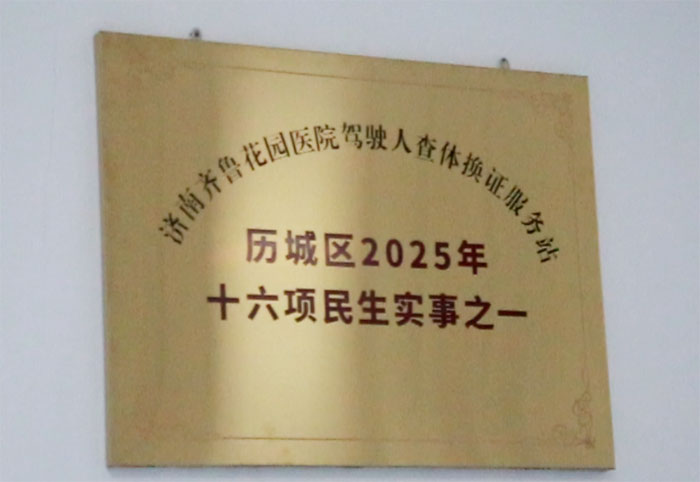 济南齐鲁花园医院驾驶人查体换证服务站
历城区2025年
十六项民生实事之一